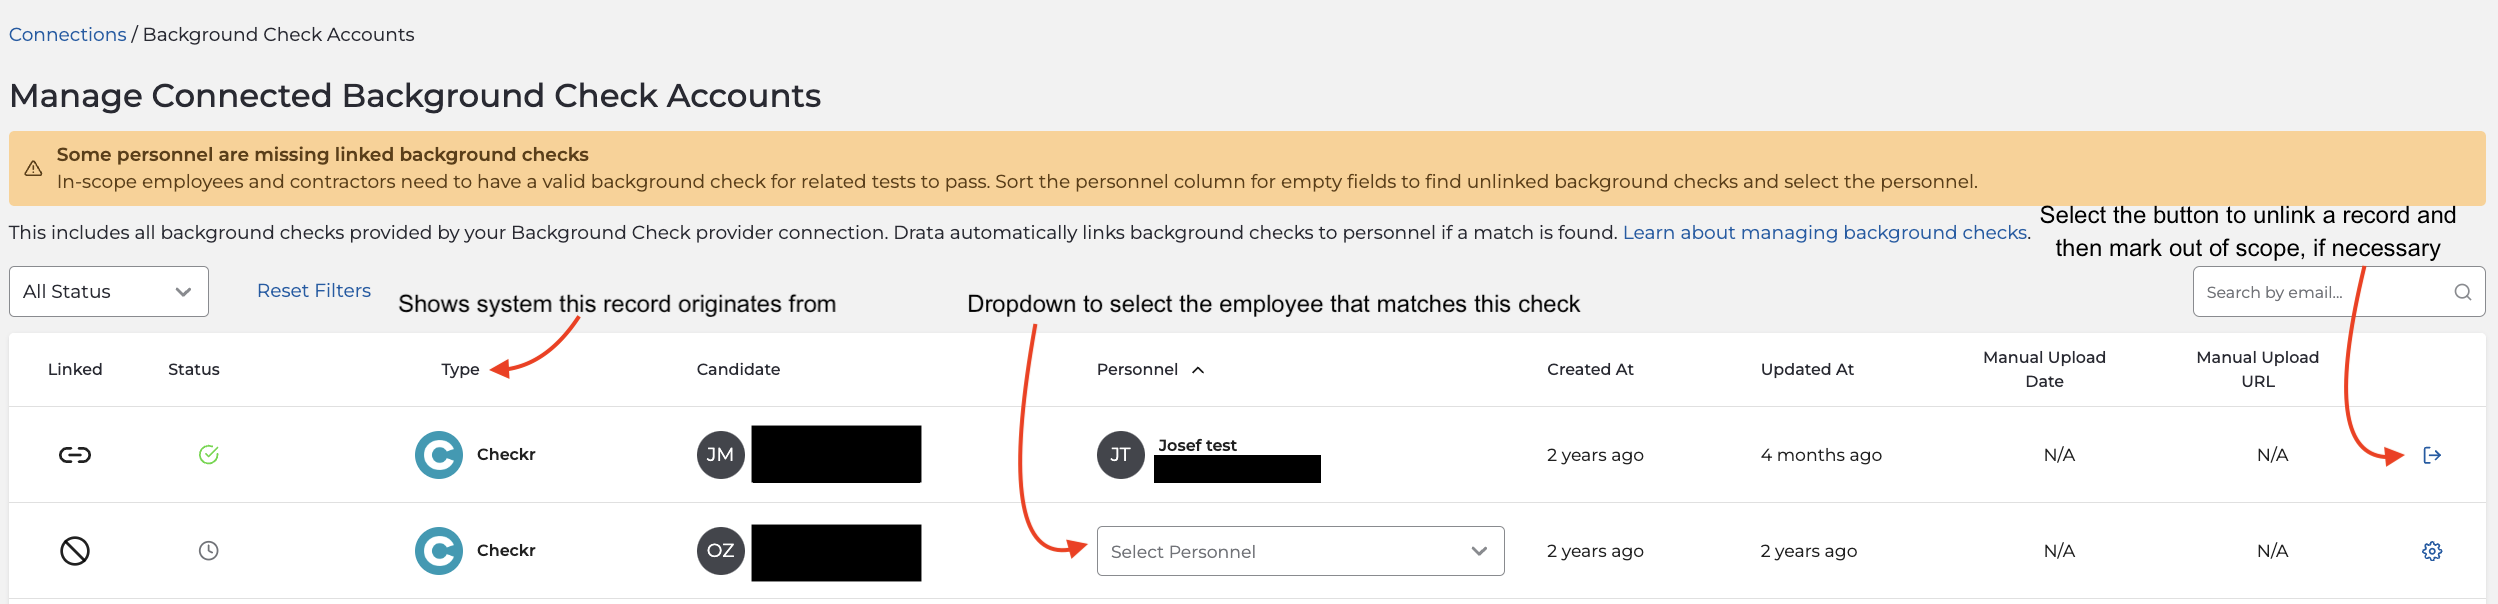 Connections / Background Check Accounts
Manage Connected Background Check Accounts
Some personnel are missing linked background checks
In-scope employees and contractors need to have a valid background check for related tests to pass. Sort the personnel column for empty fields to find unlinked background checks and select the personnel.
Select the button to unlink a record and
then mark out of scope, if necessary
This includes all background checks provided by your Background Check provider connection. Drata automatically links background checks to personnel if a match is found. Learn about managing background checks.
All Status
Reset Filters
Shows system this record originates from
Dropdown to select the employee that matches this check
Search by email...
Linked Status Type Candidate Personnel Created At Updated At Manual Upload Date Manual Upload URL
Checkr JM JT Josef test 2 years ago 4 months ago N/A N/A
Checkr OZ Select Personnel 2 years ago 2 years ago N/A N/A